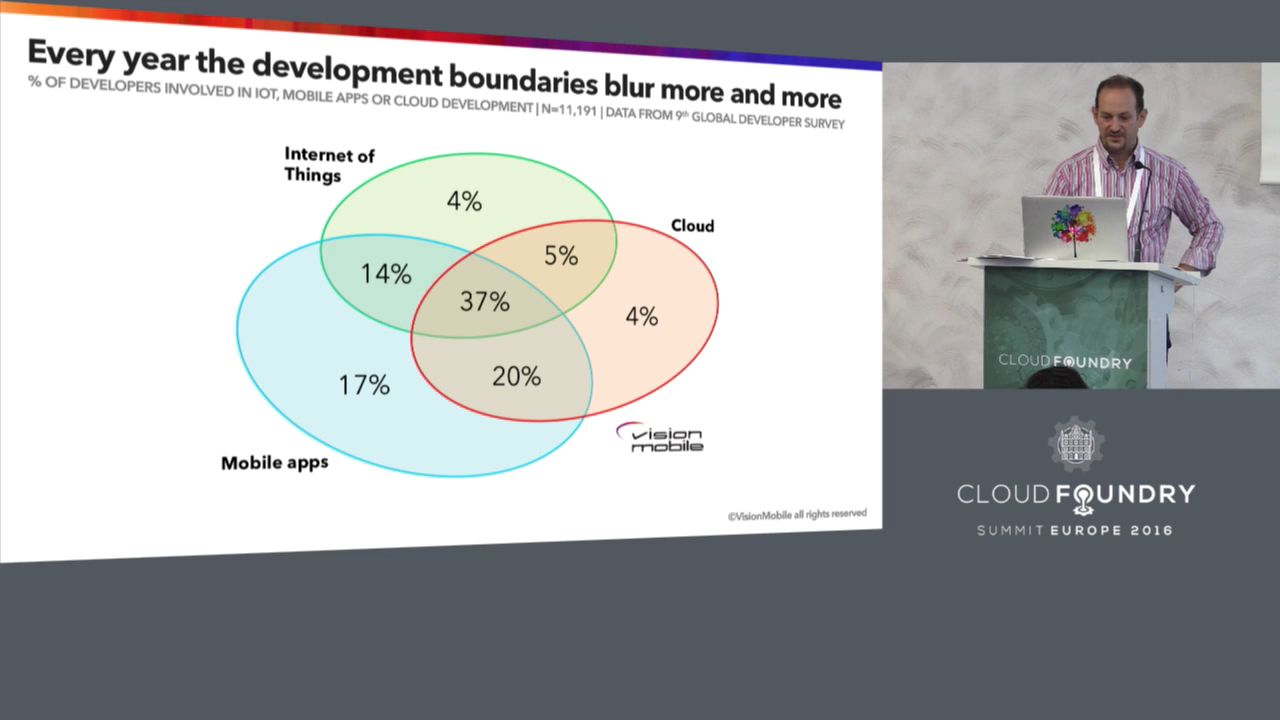 Every year the development boundaries blur more and more
% OF DEVELOPERS INVOLVED IN IOT, MOBILE APPS OR CLOUD DEVELOPMENT | N=11,191 | DATA FROM 9th GLOBAL DEVELOPER SURVEY
Internet of
Things
4%
Cloud
5%
14%
37%
4%
20%
17%
vision
mobile
Mobile apps
©VisionMobile all rights reserved
CLOUD FOUNDRY
CLOUD FOUNDRY
SUMMIT EUROPE 2016